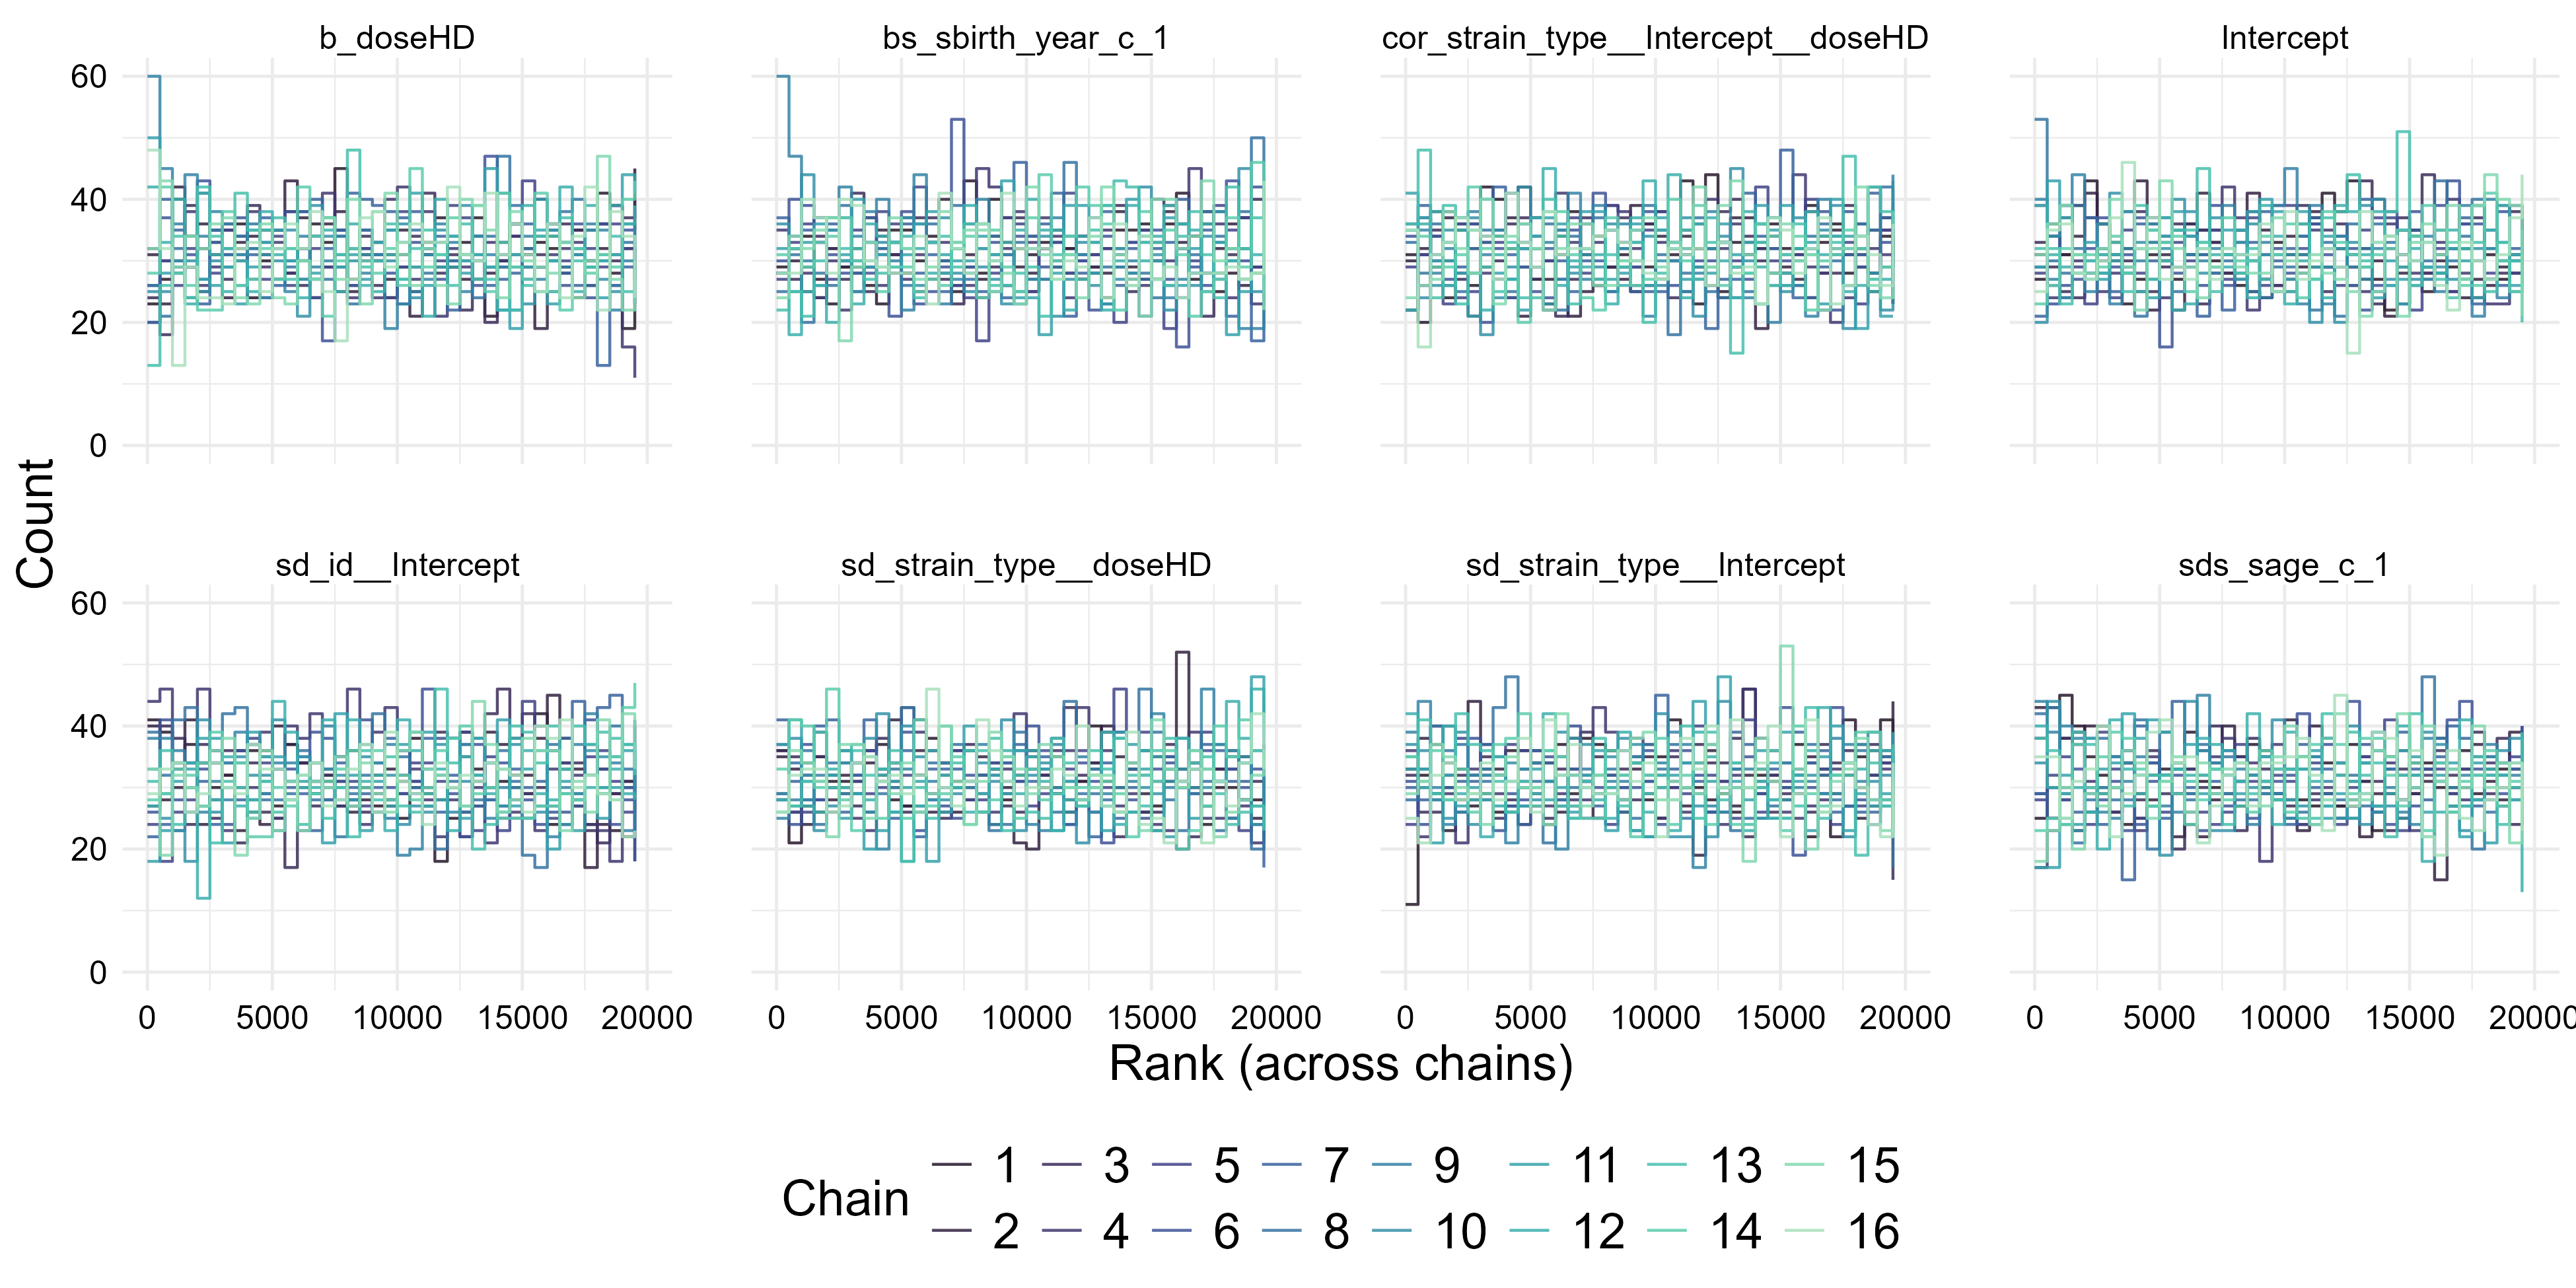 b_doseHD bs_sbirth_year_c_1 cor_strain_type__Intercept__doseHD Intercept
60
40
20
0
Count
sd_id__Intercept sd_strain_type__doseHD sd_strain_type__Intercept sds_sage_c_1
60
40
20
0
0 5000 10000 15000 20000 0 5000 10000 15000 20000 0 5000 10000 15000 20000 0 5000 10000 15000 20000
Rank (across chains)
Chain
1 3 5 7 9 11 13 15
2 4 6 8 10 12 14 16